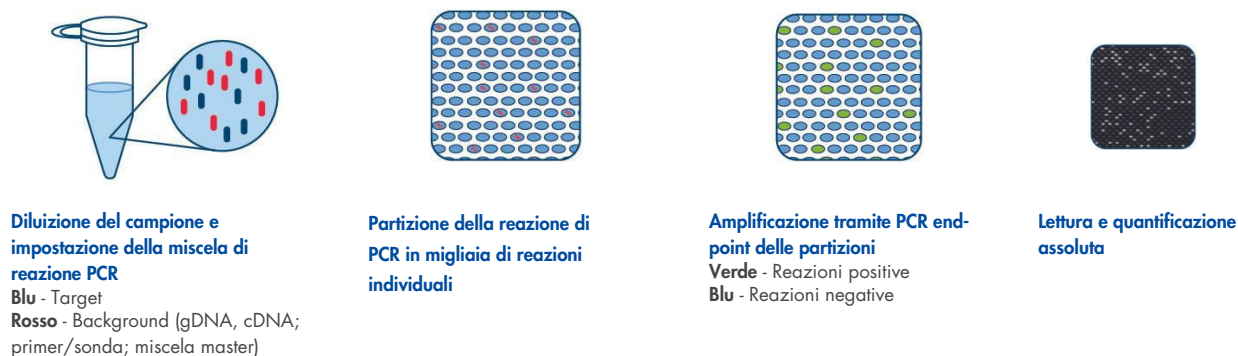 Diluizione del campione e
impostazione della miscela di
reazione PCR
Blu - Target
Rosso - Background (gDNA, cDNA;
primer/sonda; miscela master)
Partizione della reazione di
PCR in migliaia di reazioni
individuali
Amplificazione tramite PCR end-
point delle partizioni
Verde - Reazioni positive
Blu - Reazioni negative
Lettura e quantificazione
assoluta